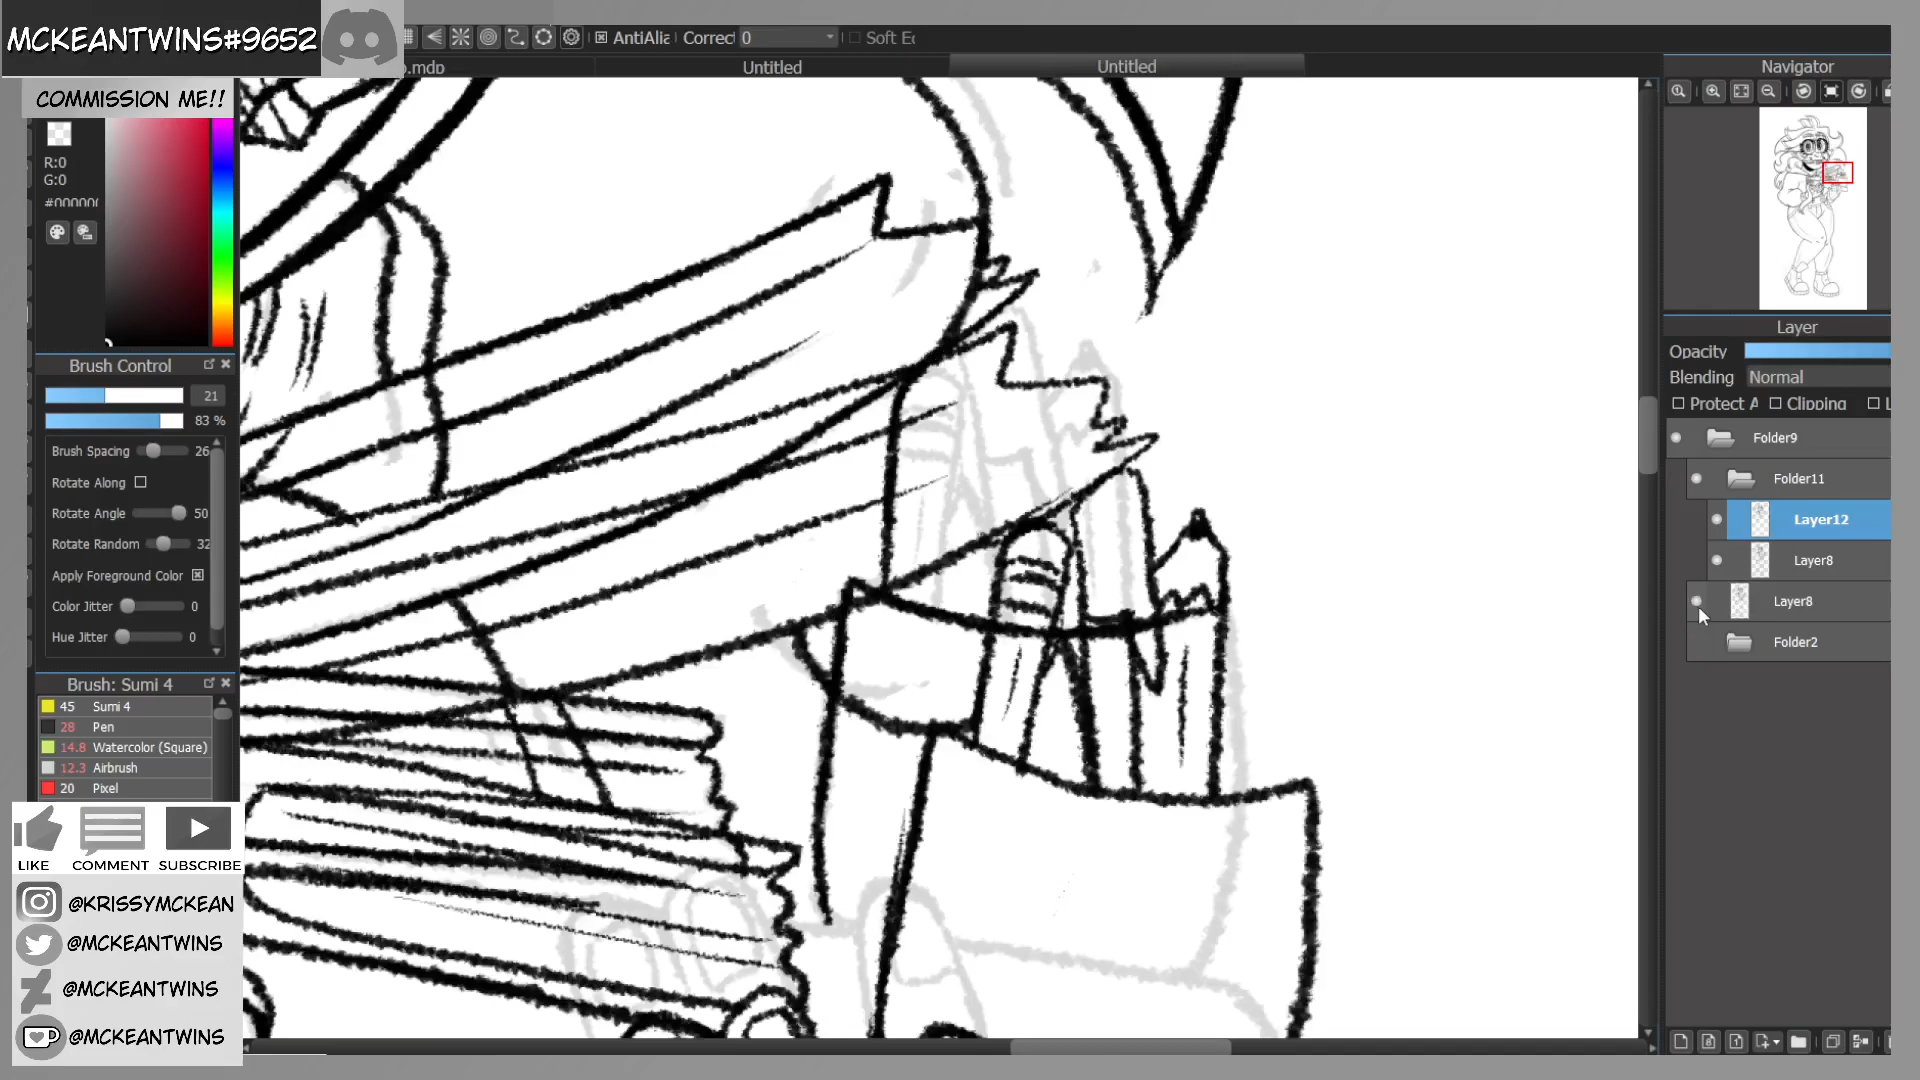 MCKEANTWINS#9652
COMMISSION ME!!
AntiAlia Correct 0 Soft Ec
o.mdp Untitled Untitled
Navigator
R:0
G:0
#000000
Brush Control
21
83 %
Brush Spacing 26
Rotate Along
Rotate Angle 50
Rotate Random 32
Apply Foreground Color
Color Jitter 0
Hue Jitter 0
Brush: Sumi 4
45 Sumi 4
28 Pen
14.8 Watercolor (Square)
12.3 Airbrush
20 Pixel
LIKE COMMENT SUBSCRIBE
@KRISSYMCKEAN
@MCKEANTWINS
@MCKEANTWINS
@MCKEANTWINS
Layer
Opacity
Blending Normal
Protect A Clipping L
Folder9
Folder11
Layer12
Layer8
Layer8
Folder2